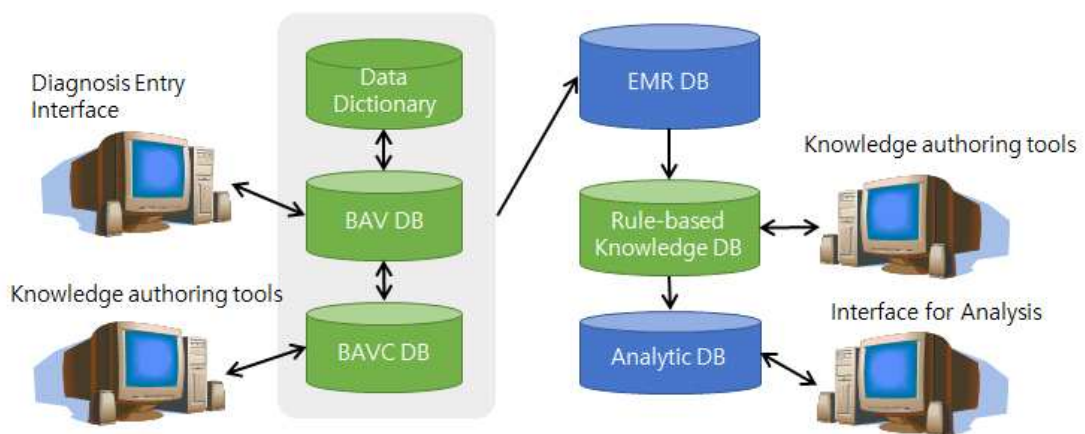 Diagnosis Entry
Interface
Data
Dictionary
BAV DB
Knowledge authoring tools
BAVC DB
EMR DB
Knowledge authoring tools
Rule-based
Knowledge DB
Interface for Analysis
Analytic DB